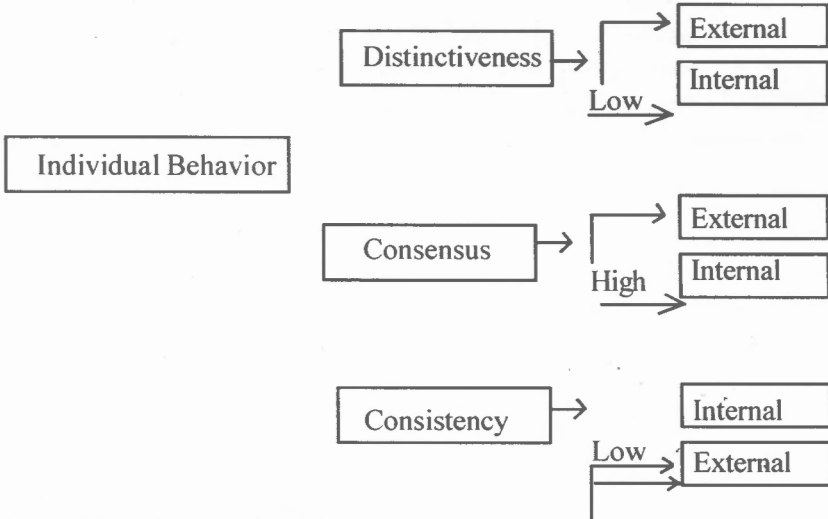 External
Distinctiveness
Internal
Low
Individual Behavior
External
Consensus
Internal
High
Internal
Consistency
Low
External